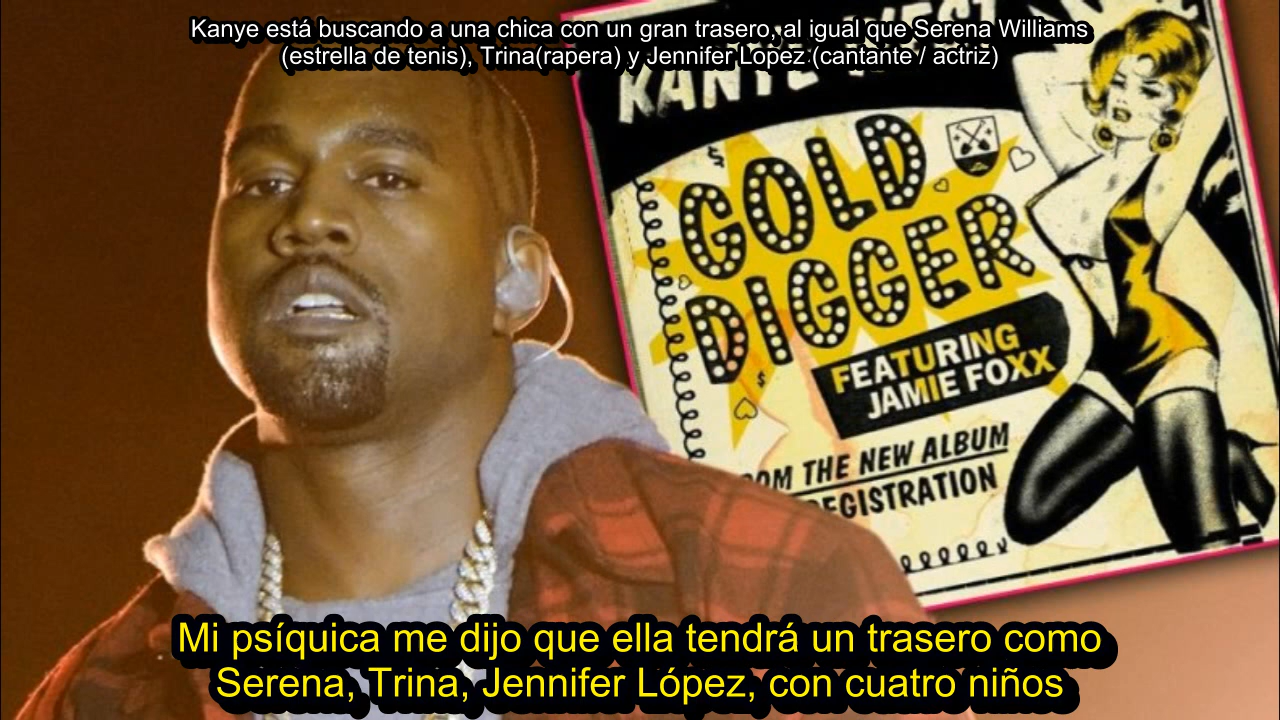 Kanye está buscando a una chica con un gran trasero, al igual que Serena Williams
(estrella de tenis), Trina(rapera) y Jennifer Lopez (cantante / actriz)
KANYE WEST
GOLD
DIGGER
FEATURING
JAMIE FOXX
THE NEW ALBUM
Mi psíquica me dijo que ella tendrá un trasero como
Serena, Trina, Jennifer López, con cuatro niños